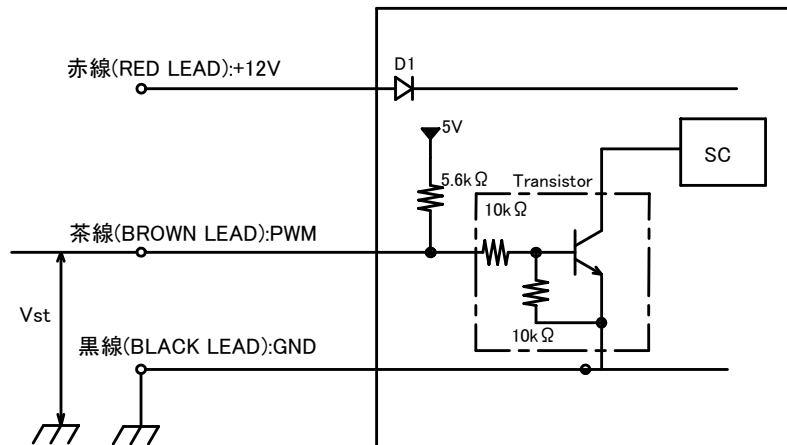 赤線(RED LEAD):+12V
D1
5V
SC
5.6kΩ
Transistor
10kΩ
茶線(BROWN LEAD):PWM
Vst
10kΩ
黒線(BLACK LEAD):GND